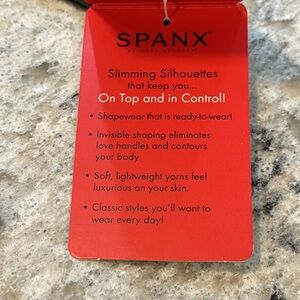 SPANX®
Slimming Silhouettes
that keep you...
On Top and in Control!
• Shapewear that is ready-to-wear!
• Invisible shaping eliminates
love handles and contours
your body.
• Soft, lightweight yarns feel
luxurious on your skin.
• Classic styles you'll want to
wear every day!